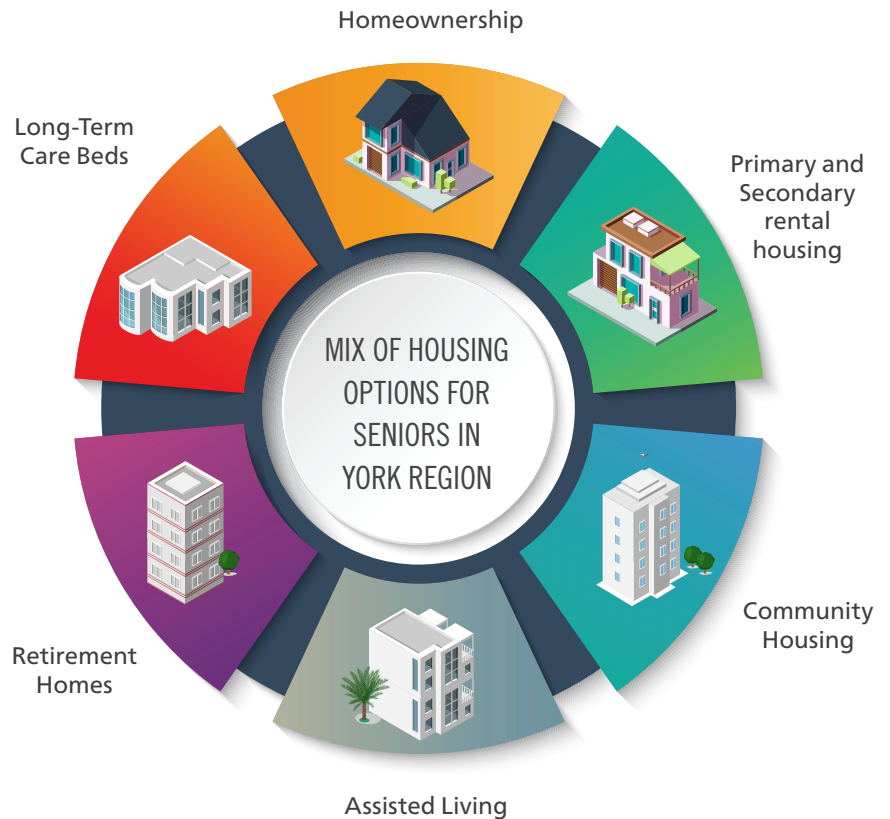 Homeownership
Primary and
Secondary
rental
housing
Community
Housing
Assisted Living
Retirement
Homes
Long-Term
Care Beds
MIX OF HOUSING
OPTIONS FOR
SENIORS IN
YORK REGION